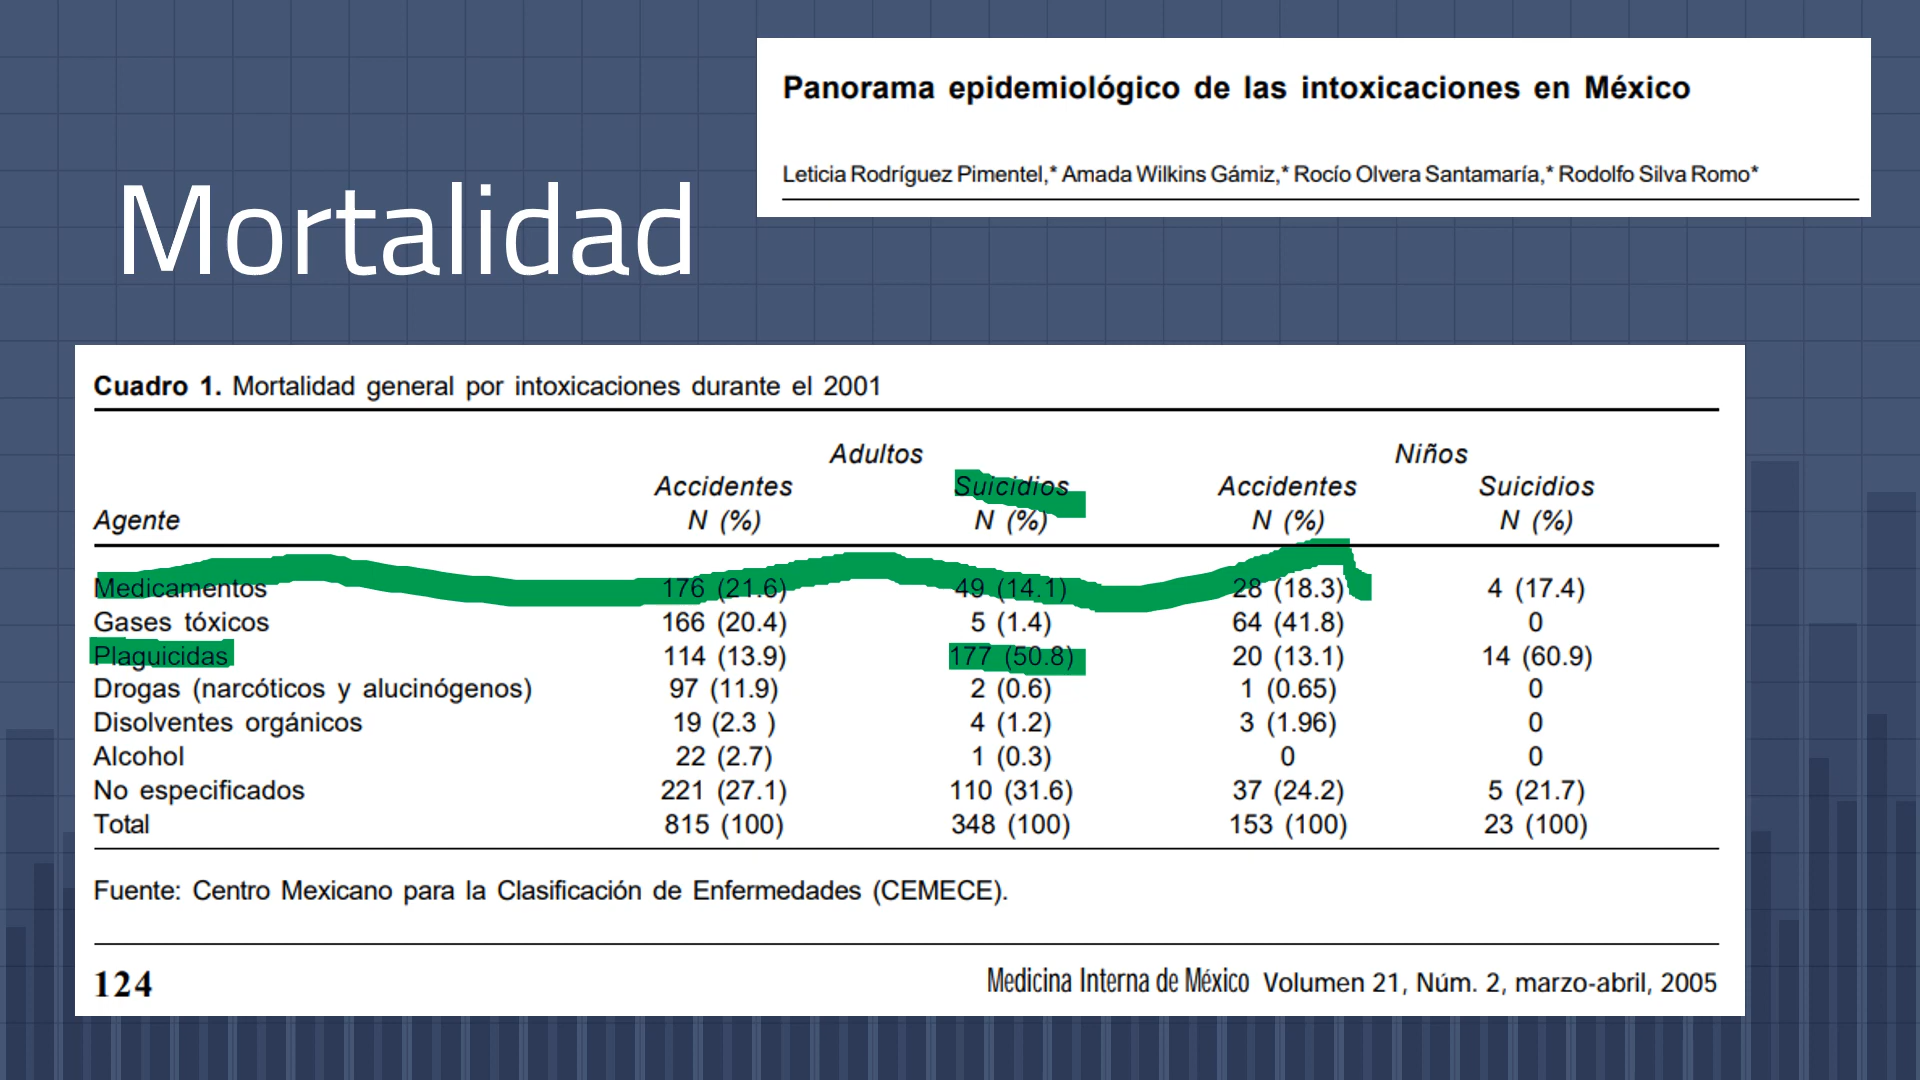 Panorama epidemiológico de las intoxicaciones en México
Leticia Rodríguez Pimentel,* Amada Wilkins Gámiz,* Rocío Olvera Santamaría,* Rodolfo Silva Romo*
Mortalidad
Cuadro 1. Mortalidad general por intoxicaciones durante el 2001
Adultos Niños
Accidentes Suicidios Accidentes Suicidios
Agente N (%) N (%) N (%) N (%)
Medicamentos 176 (21.6) 49 (14.1) 28 (18.3) 4 (17.4)
Gases tóxicos 166 (20.4) 5 (1.4) 64 (41.8) 0
Plaguicidas 114 (13.9) 177 (50.8) 20 (13.1) 14 (60.9)
Drogas (narcóticos y alucinógenos) 97 (11.9) 2 (0.6) 1 (0.65) 0
Disolventes orgánicos 19 (2.3 ) 4 (1.2) 3 (1.96) 0
Alcohol 22 (2.7) 1 (0.3) 0 0
No especificados 221 (27.1) 110 (31.6) 37 (24.2) 5 (21.7)
Total 815 (100) 348 (100) 153 (100) 23 (100)
Fuente: Centro Mexicano para la Clasificación de Enfermedades (CEMECE).
124 Medicina Interna de México Volumen 21, Núm. 2, marzo-abril, 2005